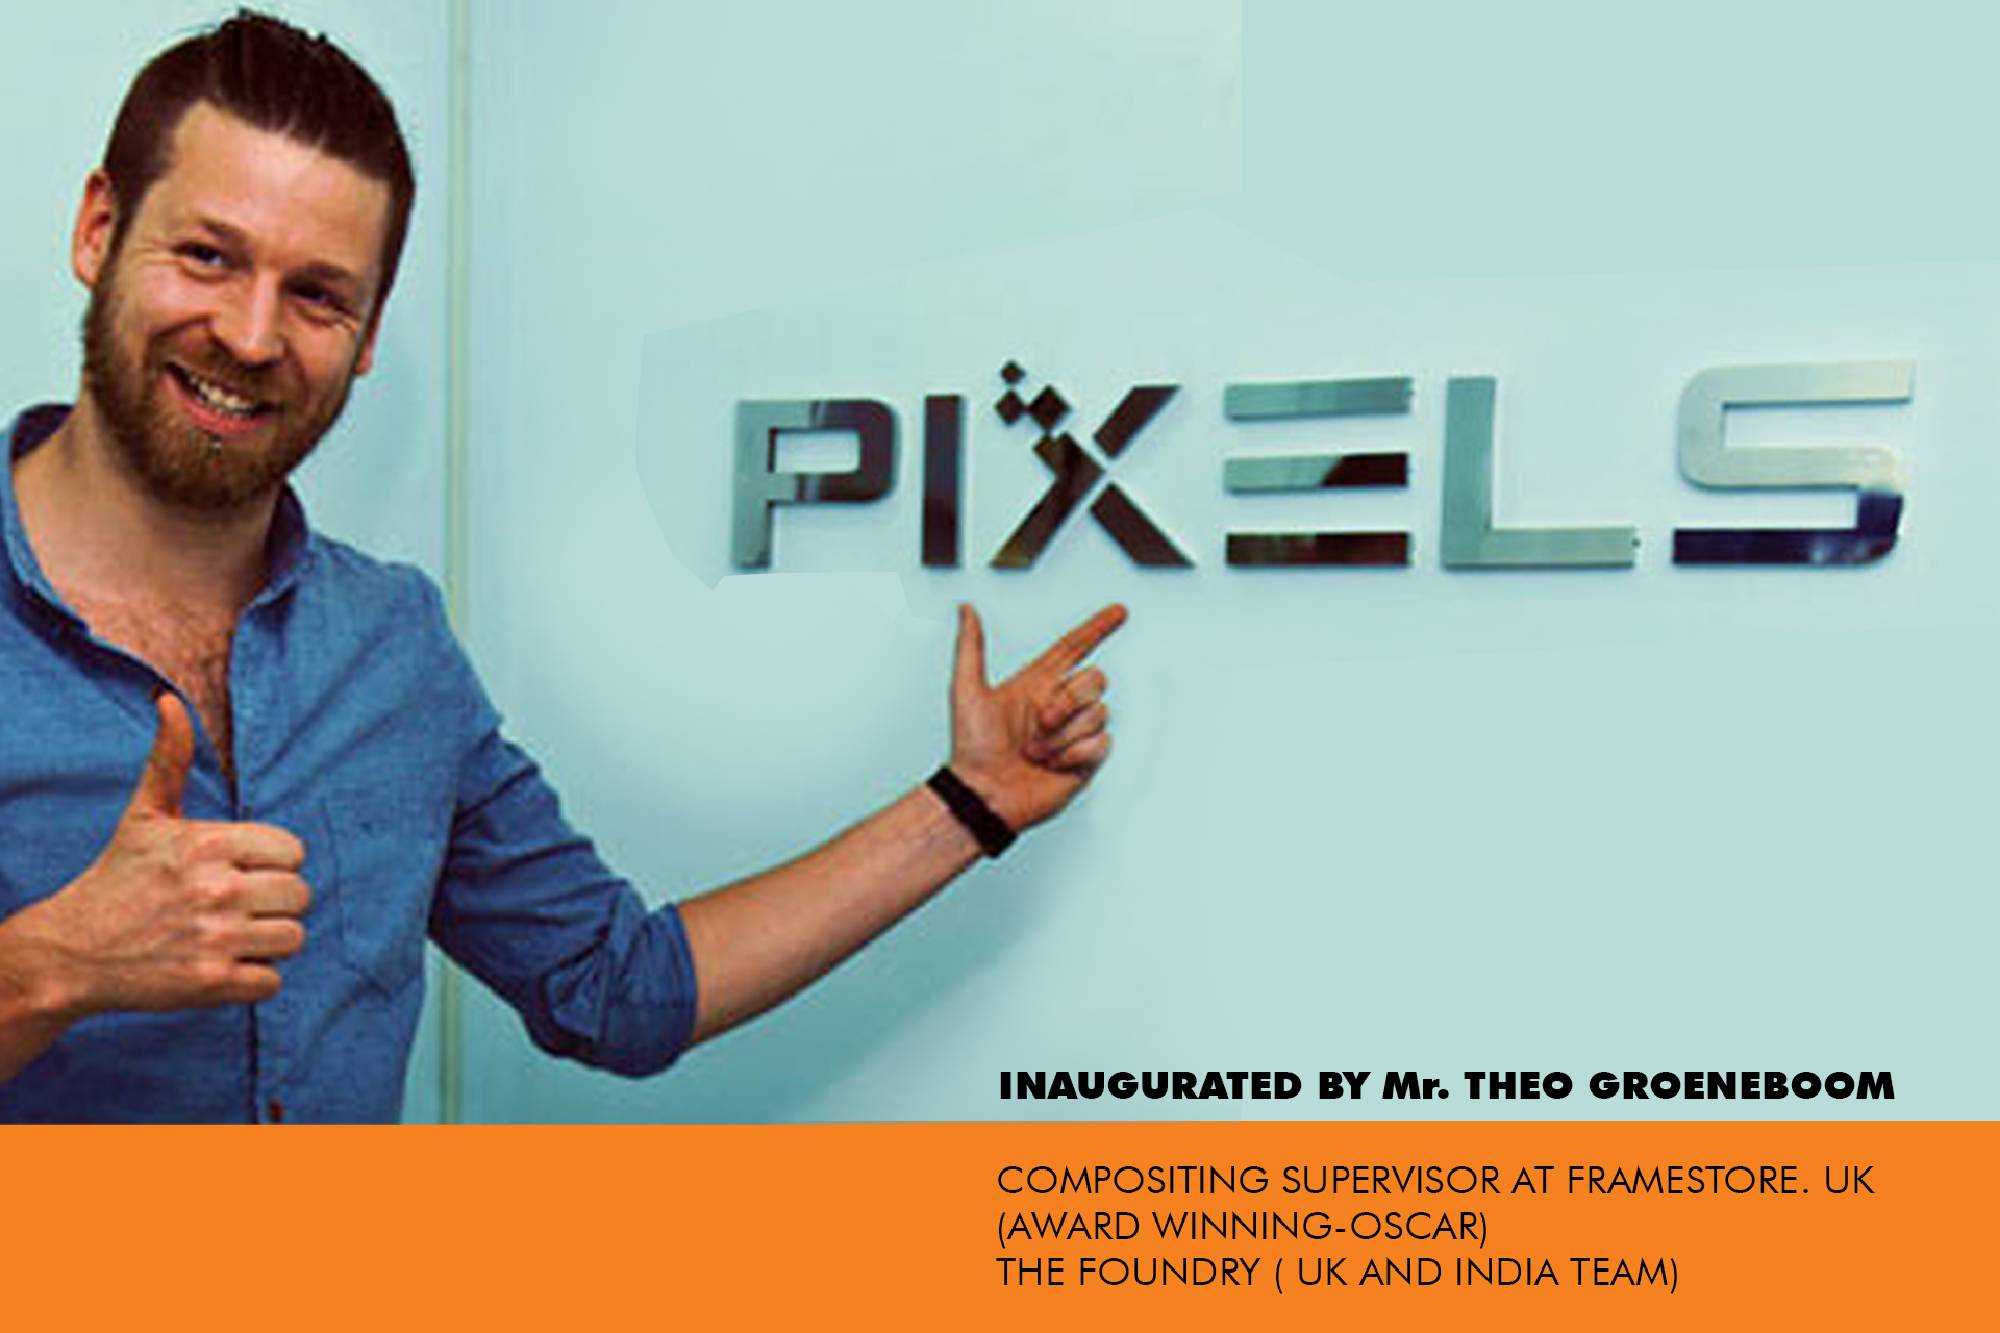 PIXELS
INAUGURATED BY Mr. THEO GROENEBOOM
COMPOSITING SUPERVISOR AT FRAMESTORE. UK
(AWARD WINNING-OSCAR)
THE FOUNDRY ( UK AND INDIA TEAM)